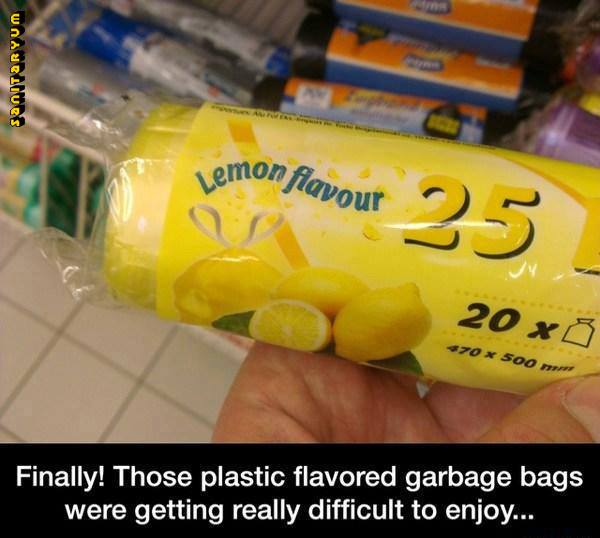 sanitaryum
Lemon flavour
25
20 x
470 x 500 mm
Finally! Those plastic flavored garbage bags
were getting really difficult to enjoy...